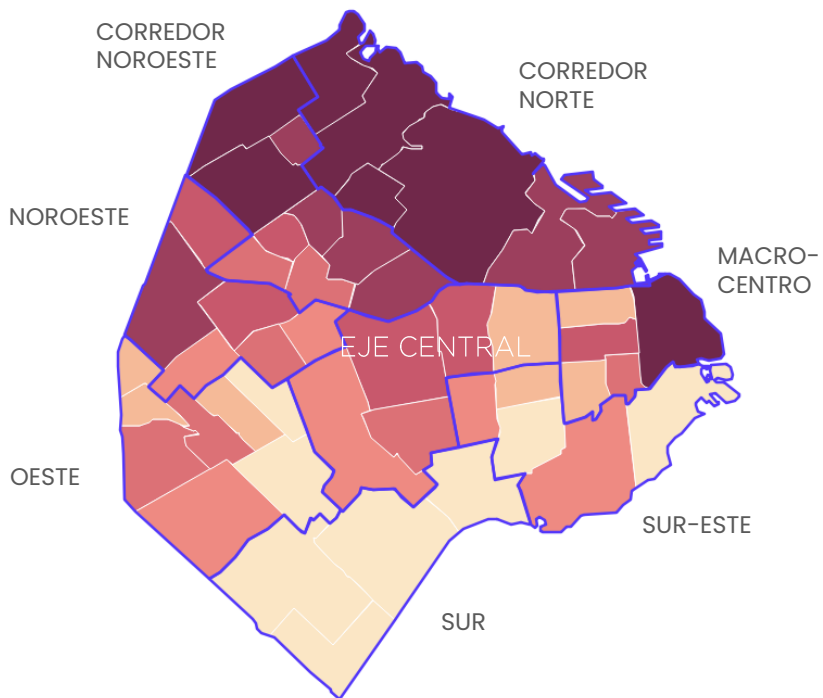 CORREDOR
NOROESTE
CORREDOR
NORTE
NOROESTE
MACRO-
CENTRO
EJE CENTRAL
OESTE
SUR-ESTE
SUR